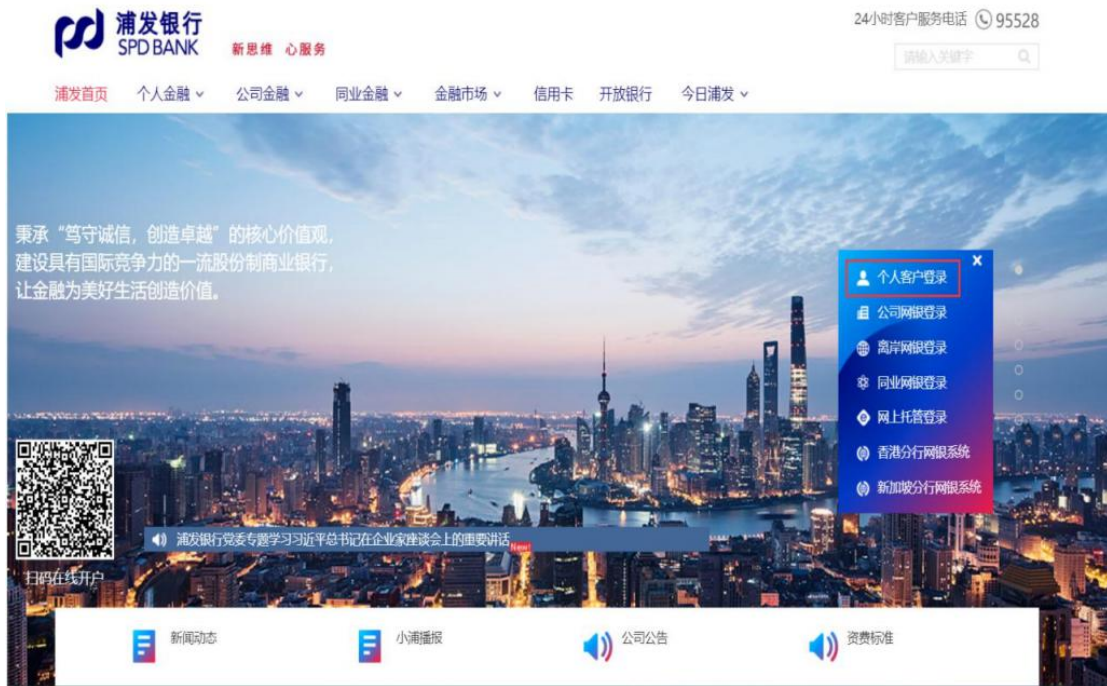 浦发银行
SPD BANK
新思维 心服务
24小时客户服务电话 95528
请输入关键字
浦发首页 个人金融 公司金融 同业金融 金融市场 信用卡 开放银行 今日浦发
秉承“笃守诚信，创造卓越”的核心价值观，
建设具有国际竞争力的一流股份制商业银行，
让金融为美好生活创造价值。
X
个人客户登录
公司网银登录
离岸网银登录
同业网银登录
网上托管登录
香港分行网银系统
新加坡分行网银系统
浦发银行党委专题学习习近平总书记在企业家座谈会上的重要讲话 New!
扫码在线开户
新闻动态 小浦播报 公司公告 资费标准